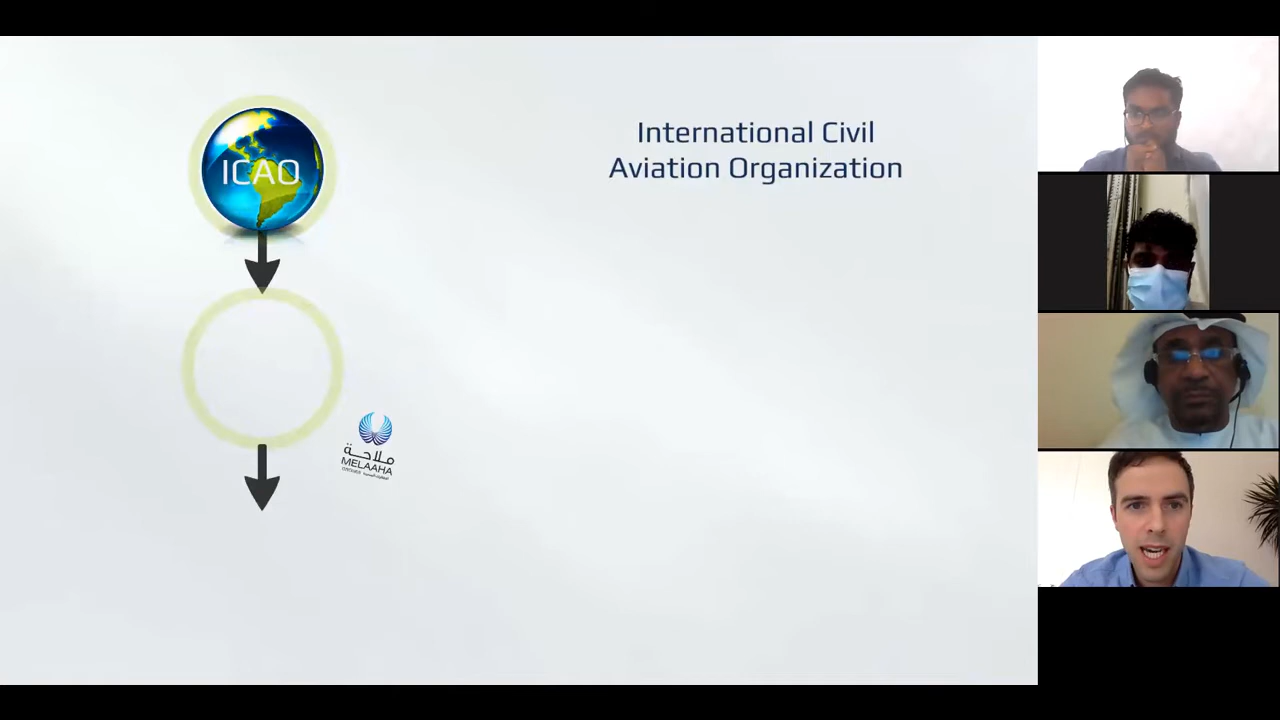 ICAO
International Civil
Aviation Organization
ملاحة
MELAAHA